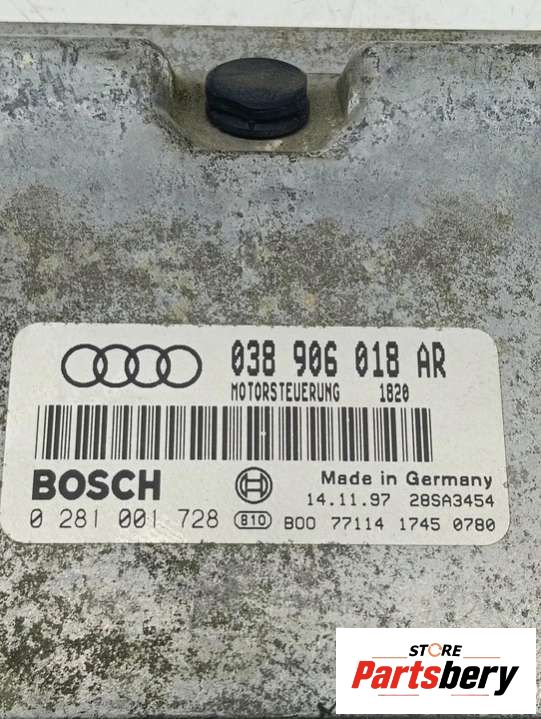 038 906 018 AR
MOTORSTEUERUNG 1820
BOSCH
Made in Germany
14.11.97 28SA3454
0 281 001 728 810 B00 77114 1745 0780
STORE
Partsbery